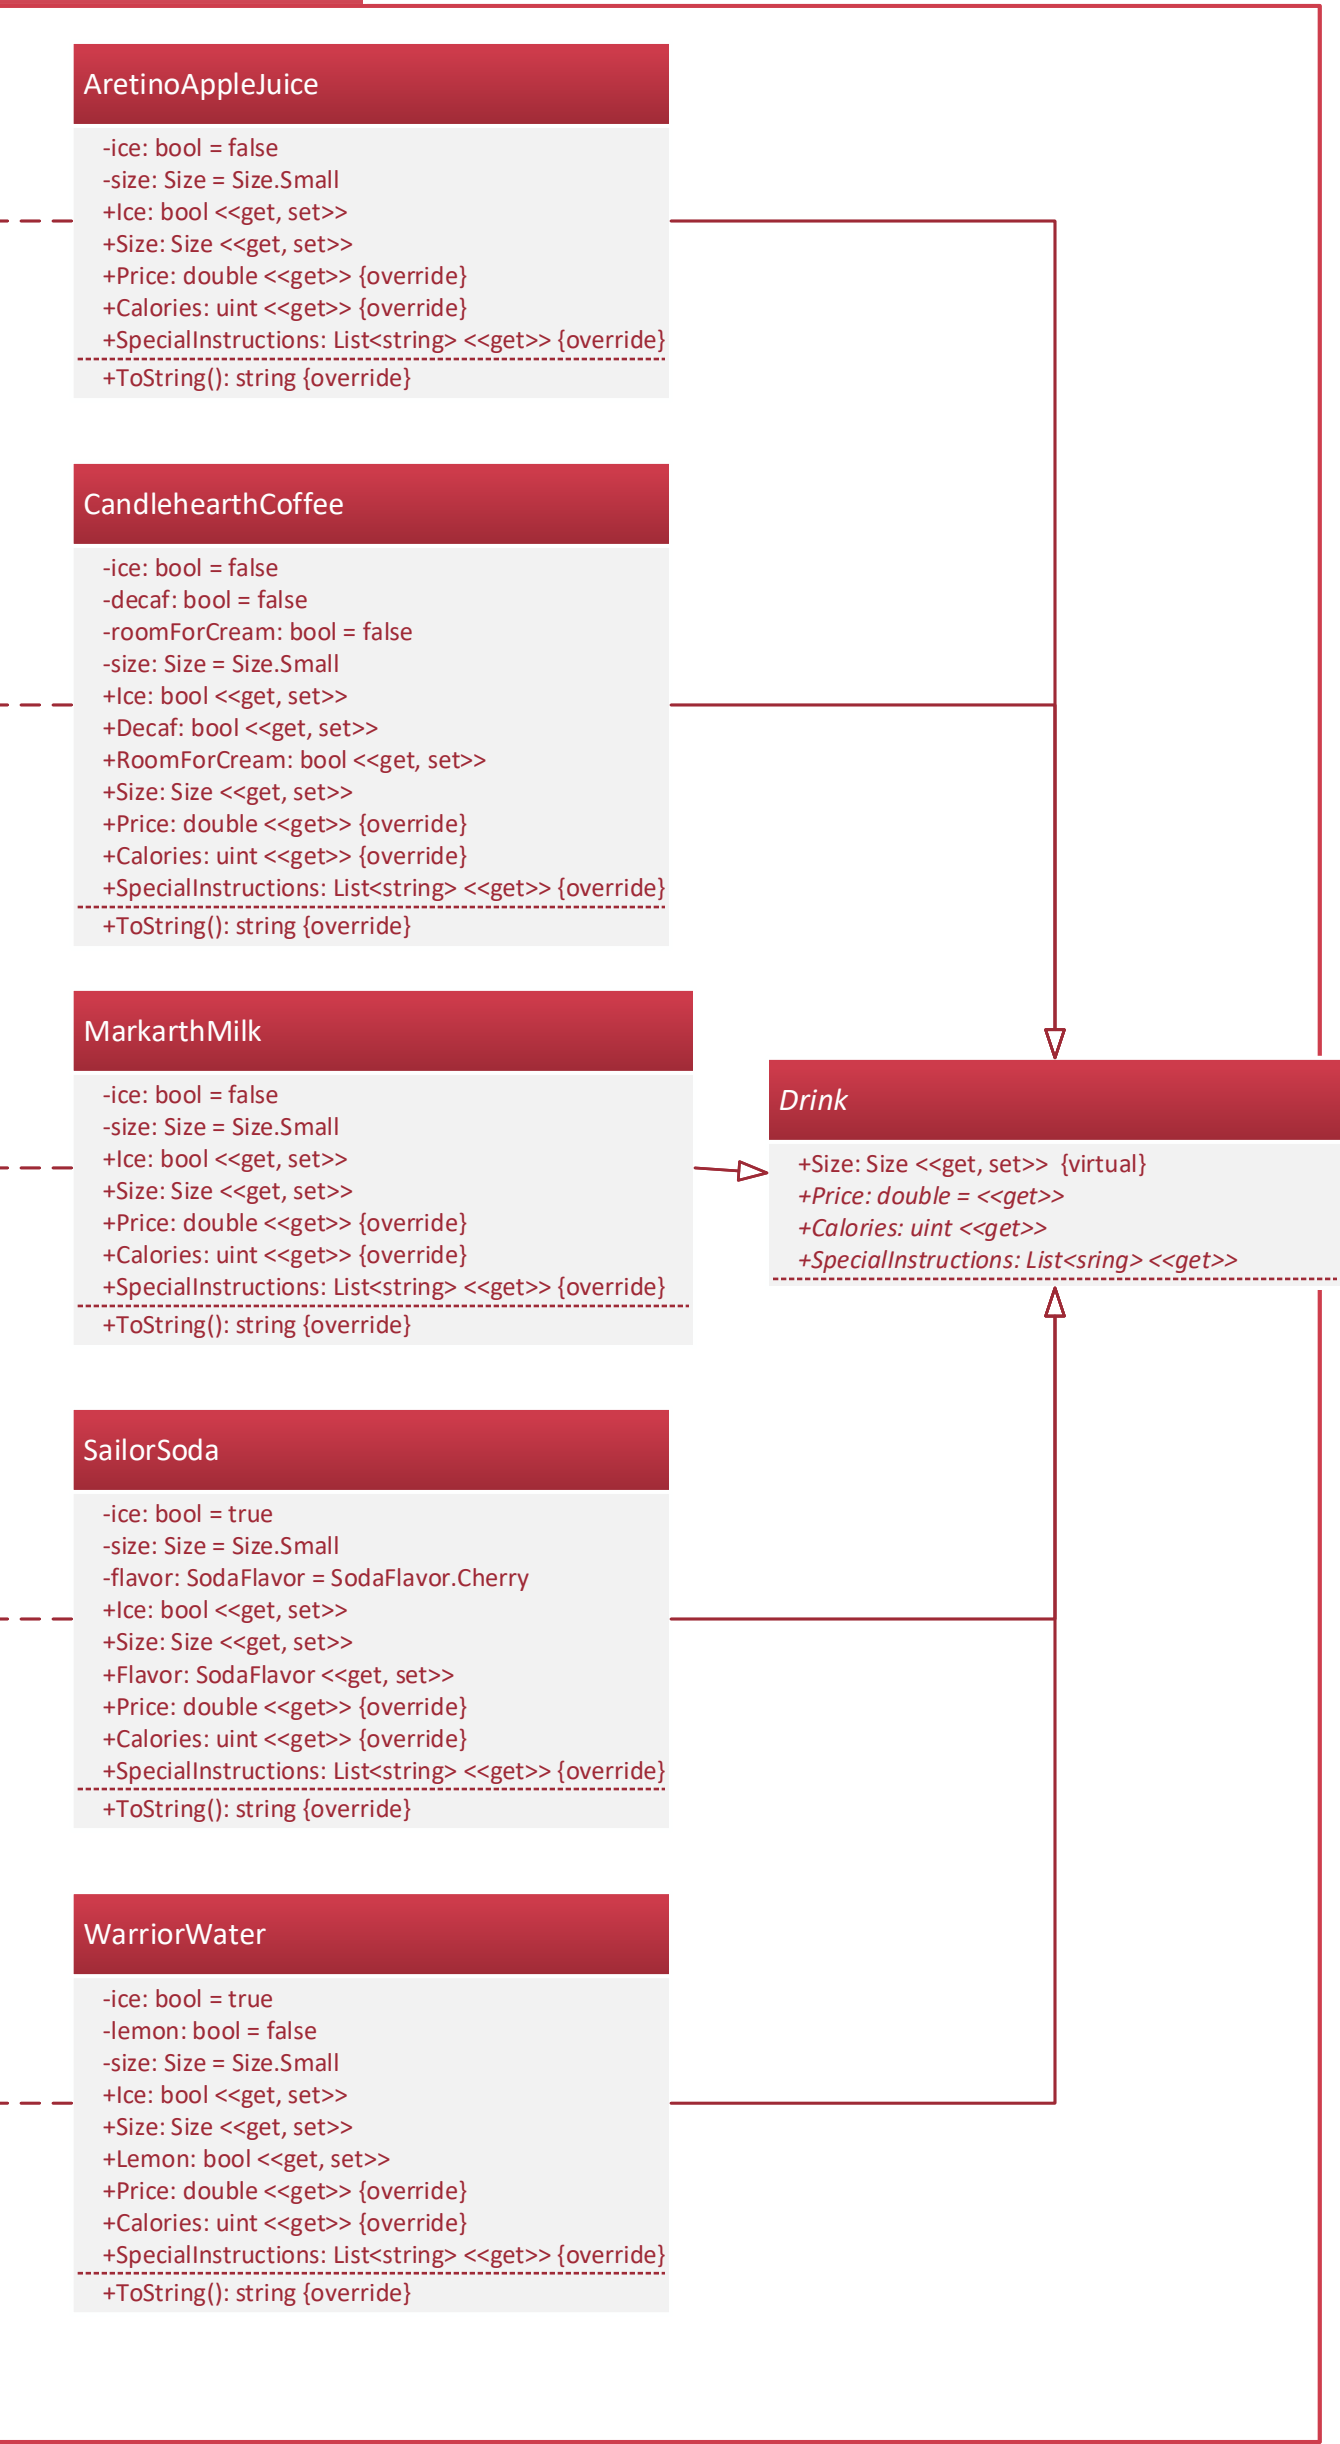 AretinoAppleJuice
-ice: bool = false
-size: Size = Size.Small
+Ice: bool <<get, set>>
+Size: Size <<get, set>>
+Price: double <<get>> {override}
+Calories: uint <<get>> {override}
+SpecialInstructions: List<string> <<get>> {override}
+ToString(): string {override}
CandlehearthCoffee
-ice: bool = false
-decaf: bool = false
-roomForCream: bool = false
-size: Size = Size.Small
+Ice: bool <<get, set>>
+Decaf: bool <<get, set>>
+RoomForCream: bool <<get, set>>
+Size: Size <<get, set>>
+Price: double <<get>> {override}
+Calories: uint <<get>> {override}
+SpecialInstructions: List<string> <<get>> {override}
+ToString(): string {override}
MarkarthMilk
-ice: bool = false
-size: Size = Size.Small
+Ice: bool <<get, set>>
+Size: Size <<get, set>>
+Price: double <<get>> {override}
+Calories: uint <<get>> {override}
+SpecialInstructions: List<string> <<get>> {override}
+ToString(): string {override}
Drink
+Size: Size <<get, set>> {virtual}
+Price: double = <<get>>
+Calories: uint <<get>>
+SpecialInstructions: List<sring> <<get>>
SailorSoda
-ice: bool = true
-size: Size = Size.Small
-flavor: SodaFlavor = SodaFlavor.Cherry
+Ice: bool <<get, set>>
+Size: Size <<get, set>>
+Flavor: SodaFlavor <<get, set>>
+Price: double <<get>> {override}
+Calories: uint <<get>> {override}
+SpecialInstructions: List<string> <<get>> {override}
+ToString(): string {override}
WarriorWater
-ice: bool = true
-lemon: bool = false
-size: Size = Size.Small
+Ice: bool <<get, set>>
+Size: Size <<get, set>>
+Lemon: bool <<get, set>>
+Price: double <<get>> {override}
+Calories: uint <<get>> {override}
+SpecialInstructions: List<string> <<get>> {override}
+ToString(): string {override}